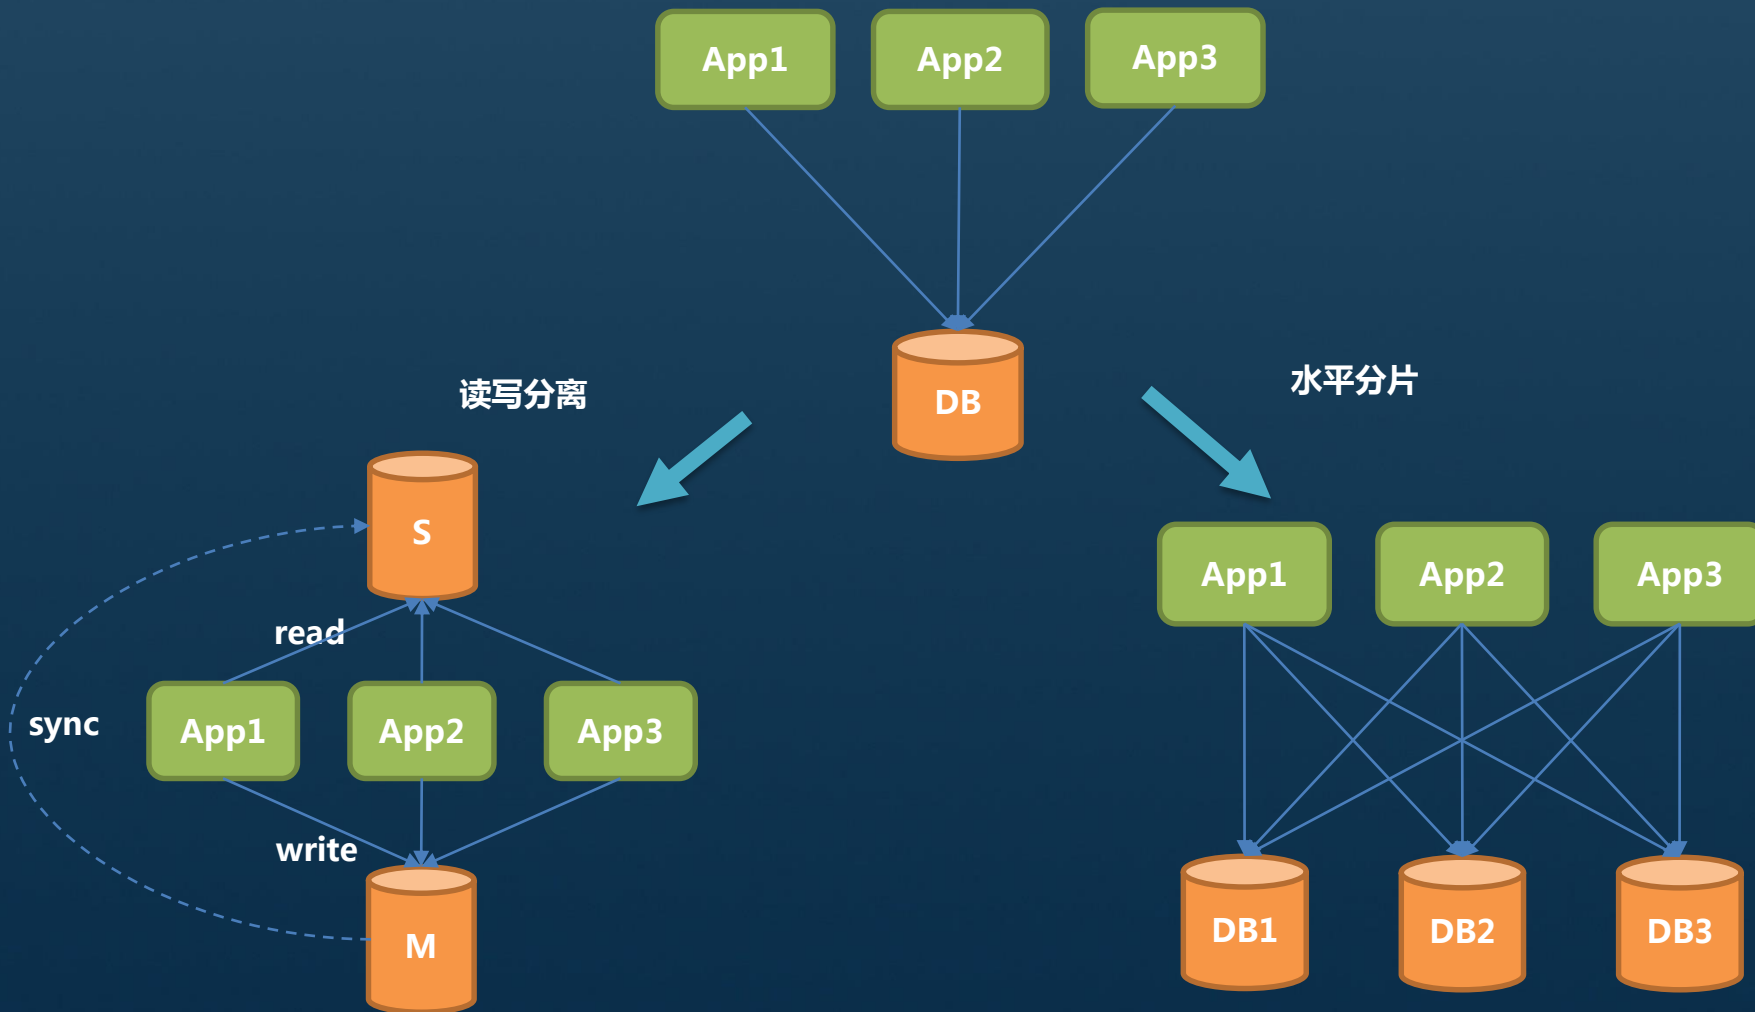 App1
App2
App3
DB
读写分离
水平分片
S
read
sync
App1
App2
App3
write
M
App1
App2
App3
DB1
DB2
DB3